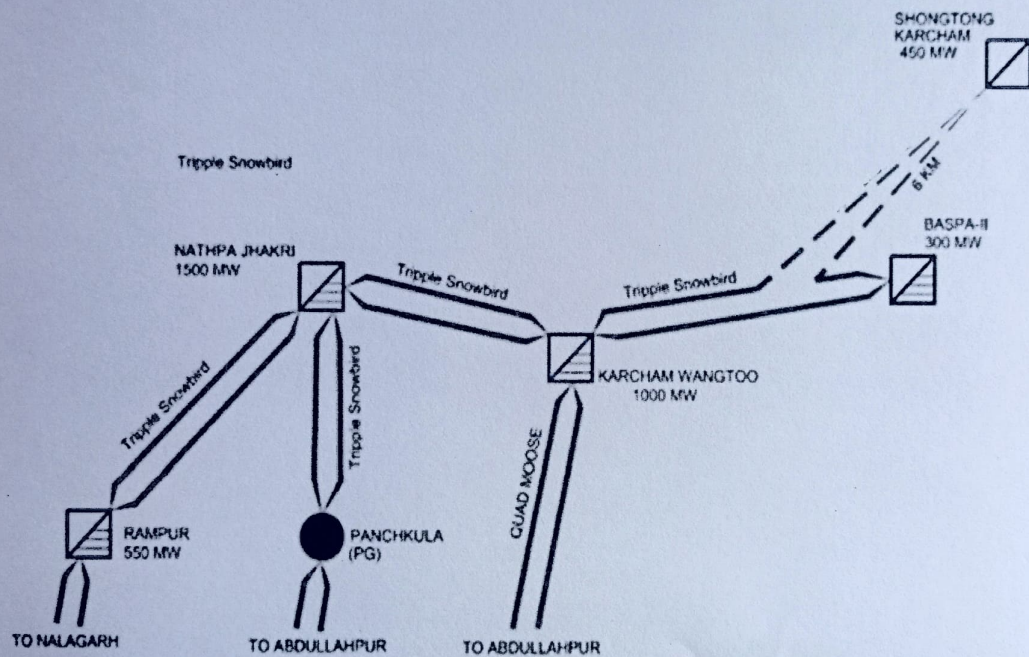 SHONGTONG
KARCHAM
450 MW
Tripple Snowbird
6 KM
BASPA-II
300 MW
NATHPA JHAKRI
1500 MW
Tripple Snowbird
Tripple Snowbird
KARCHAM WANGTOO
1000 MW
Tripple Snowbird
Tripple Snowbird
QUAD MOOSE
RAMPUR
550 MW
PANCHKULA
(PG)
TO NALAGARH
TO ABDULLAHPUR
TO ABDULLAHPUR